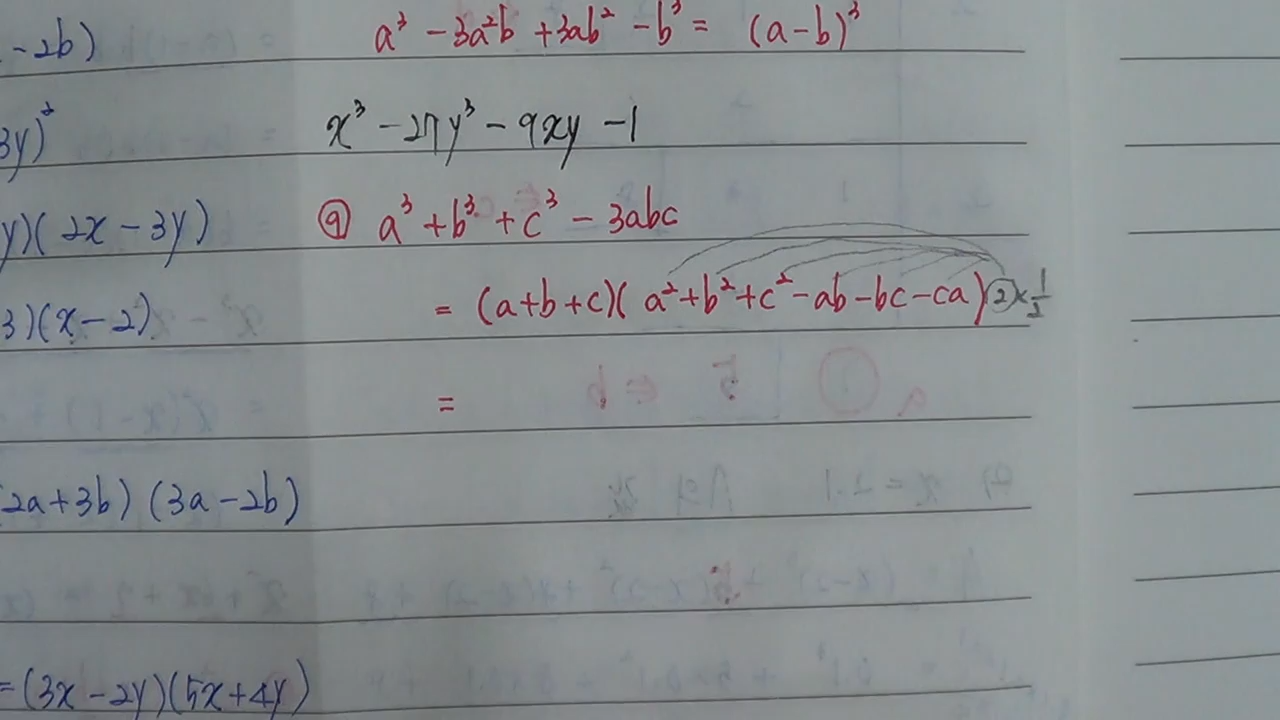 -2b)
a³ - 3a²b + 3ab² - b³ = (a-b)³
3y)²
x³ - 27y³ - 9xy - 1
y)(2x - 3y)
⑨ a³ + b³ + c³ - 3abc
3)(x-2)
= (a+b+c)(a²+b²+c²-ab-bc-ca)②×1/2
=
2a+3b)(3a-2b)
=(3x-2y)(5x+4y)